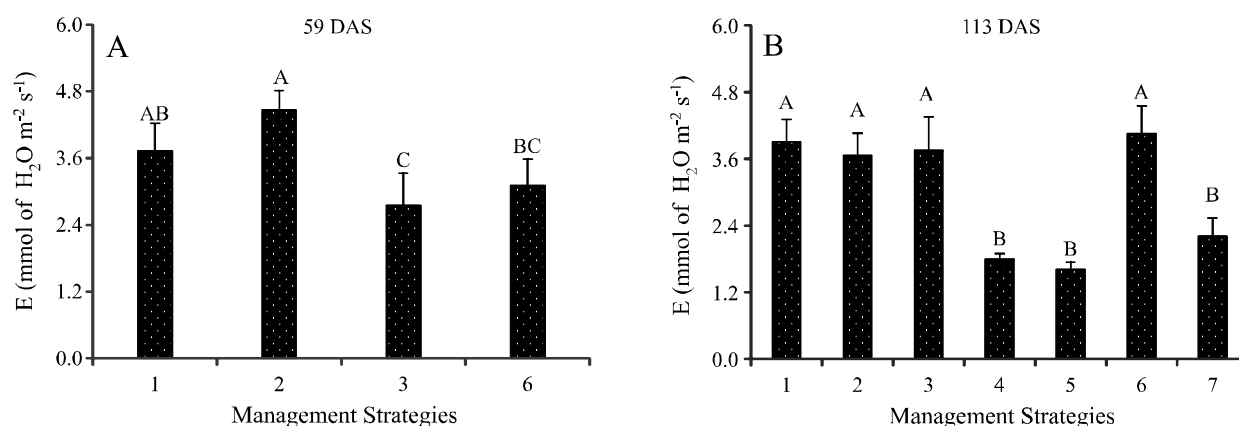 A
59 DAS
E (mmol of H₂O m⁻² s⁻¹)
6.0
4.8
3.6
2.4
1.2
0.0
AB
A
C
BC
1 2 3 6
Management Strategies
B
113 DAS
E (mmol of H₂O m⁻² s⁻¹)
6.0
4.8
3.6
2.4
1.2
0.0
A
A
A
B
B
A
B
1 2 3 4 5 6 7
Management Strategies